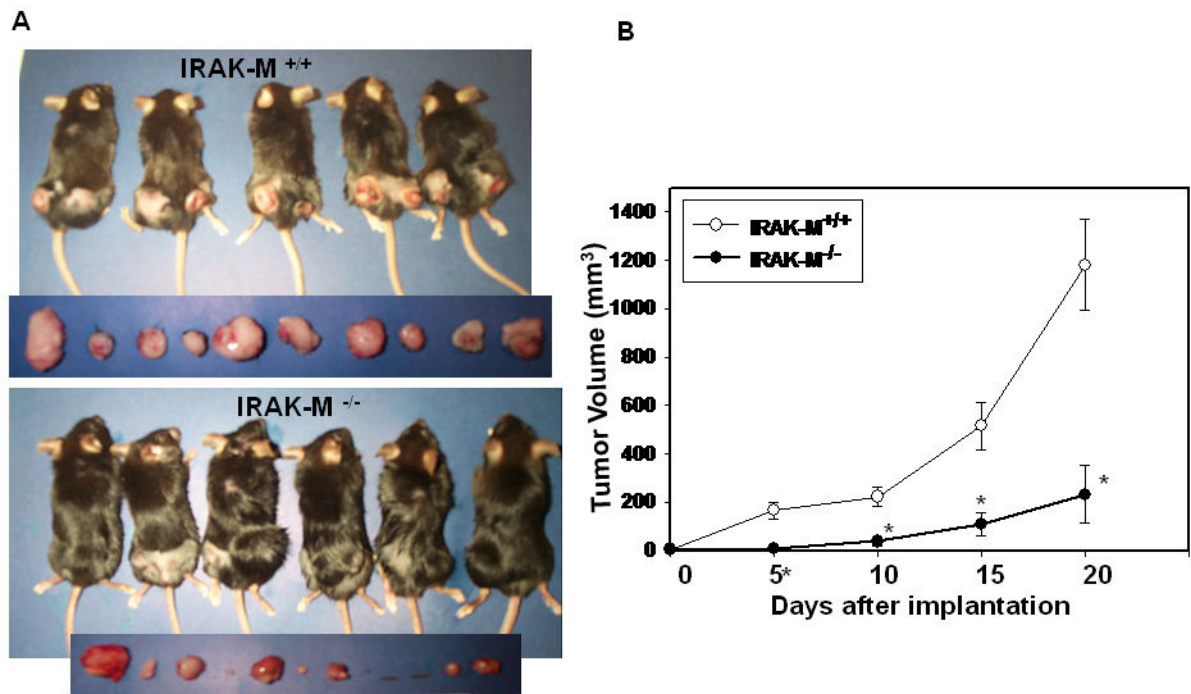 A
IRAK-M +/+
IRAK-M -/-
B
Tumor Volume (mm3)
1400
1200
1000
800
600
400
200
0
IRAK-M+/+
IRAK-M-/-
*
*
*
0 5* 10 15 20
Days after implantation